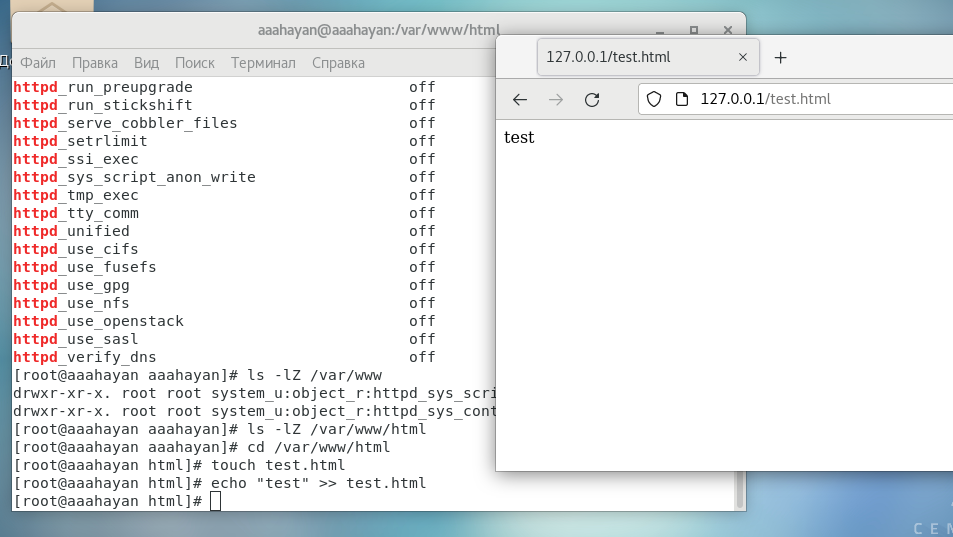 aaahayan@aaahayan:/var/www/html
Файл Правка Вид Поиск Терминал Справка
httpd_run_preupgrade off
httpd_run_stickshift off
httpd_serve_cobbler_files off
httpd_setrlimit off
httpd_ssi_exec off
httpd_sys_script_anon_write off
httpd_tmp_exec off
httpd_tty_comm off
httpd_unified off
httpd_use_cifs off
httpd_use_fusefs off
httpd_use_gpg off
httpd_use_nfs off
httpd_use_openstack off
httpd_use_sasl off
httpd_verify_dns off
[root@aaahayan aaahayan]# ls -lZ /var/www
drwxr-xr-x. root root system_u:object_r:httpd_sys_scri
drwxr-xr-x. root root system_u:object_r:httpd_sys_cont
[root@aaahayan aaahayan]# ls -lZ /var/www/html
[root@aaahayan aaahayan]# cd /var/www/html
[root@aaahayan html]# touch test.html
[root@aaahayan html]# echo "test" >> test.html
[root@aaahayan html]#
127.0.0.1/test.html
127.0.0.1/test.html
test
C E N